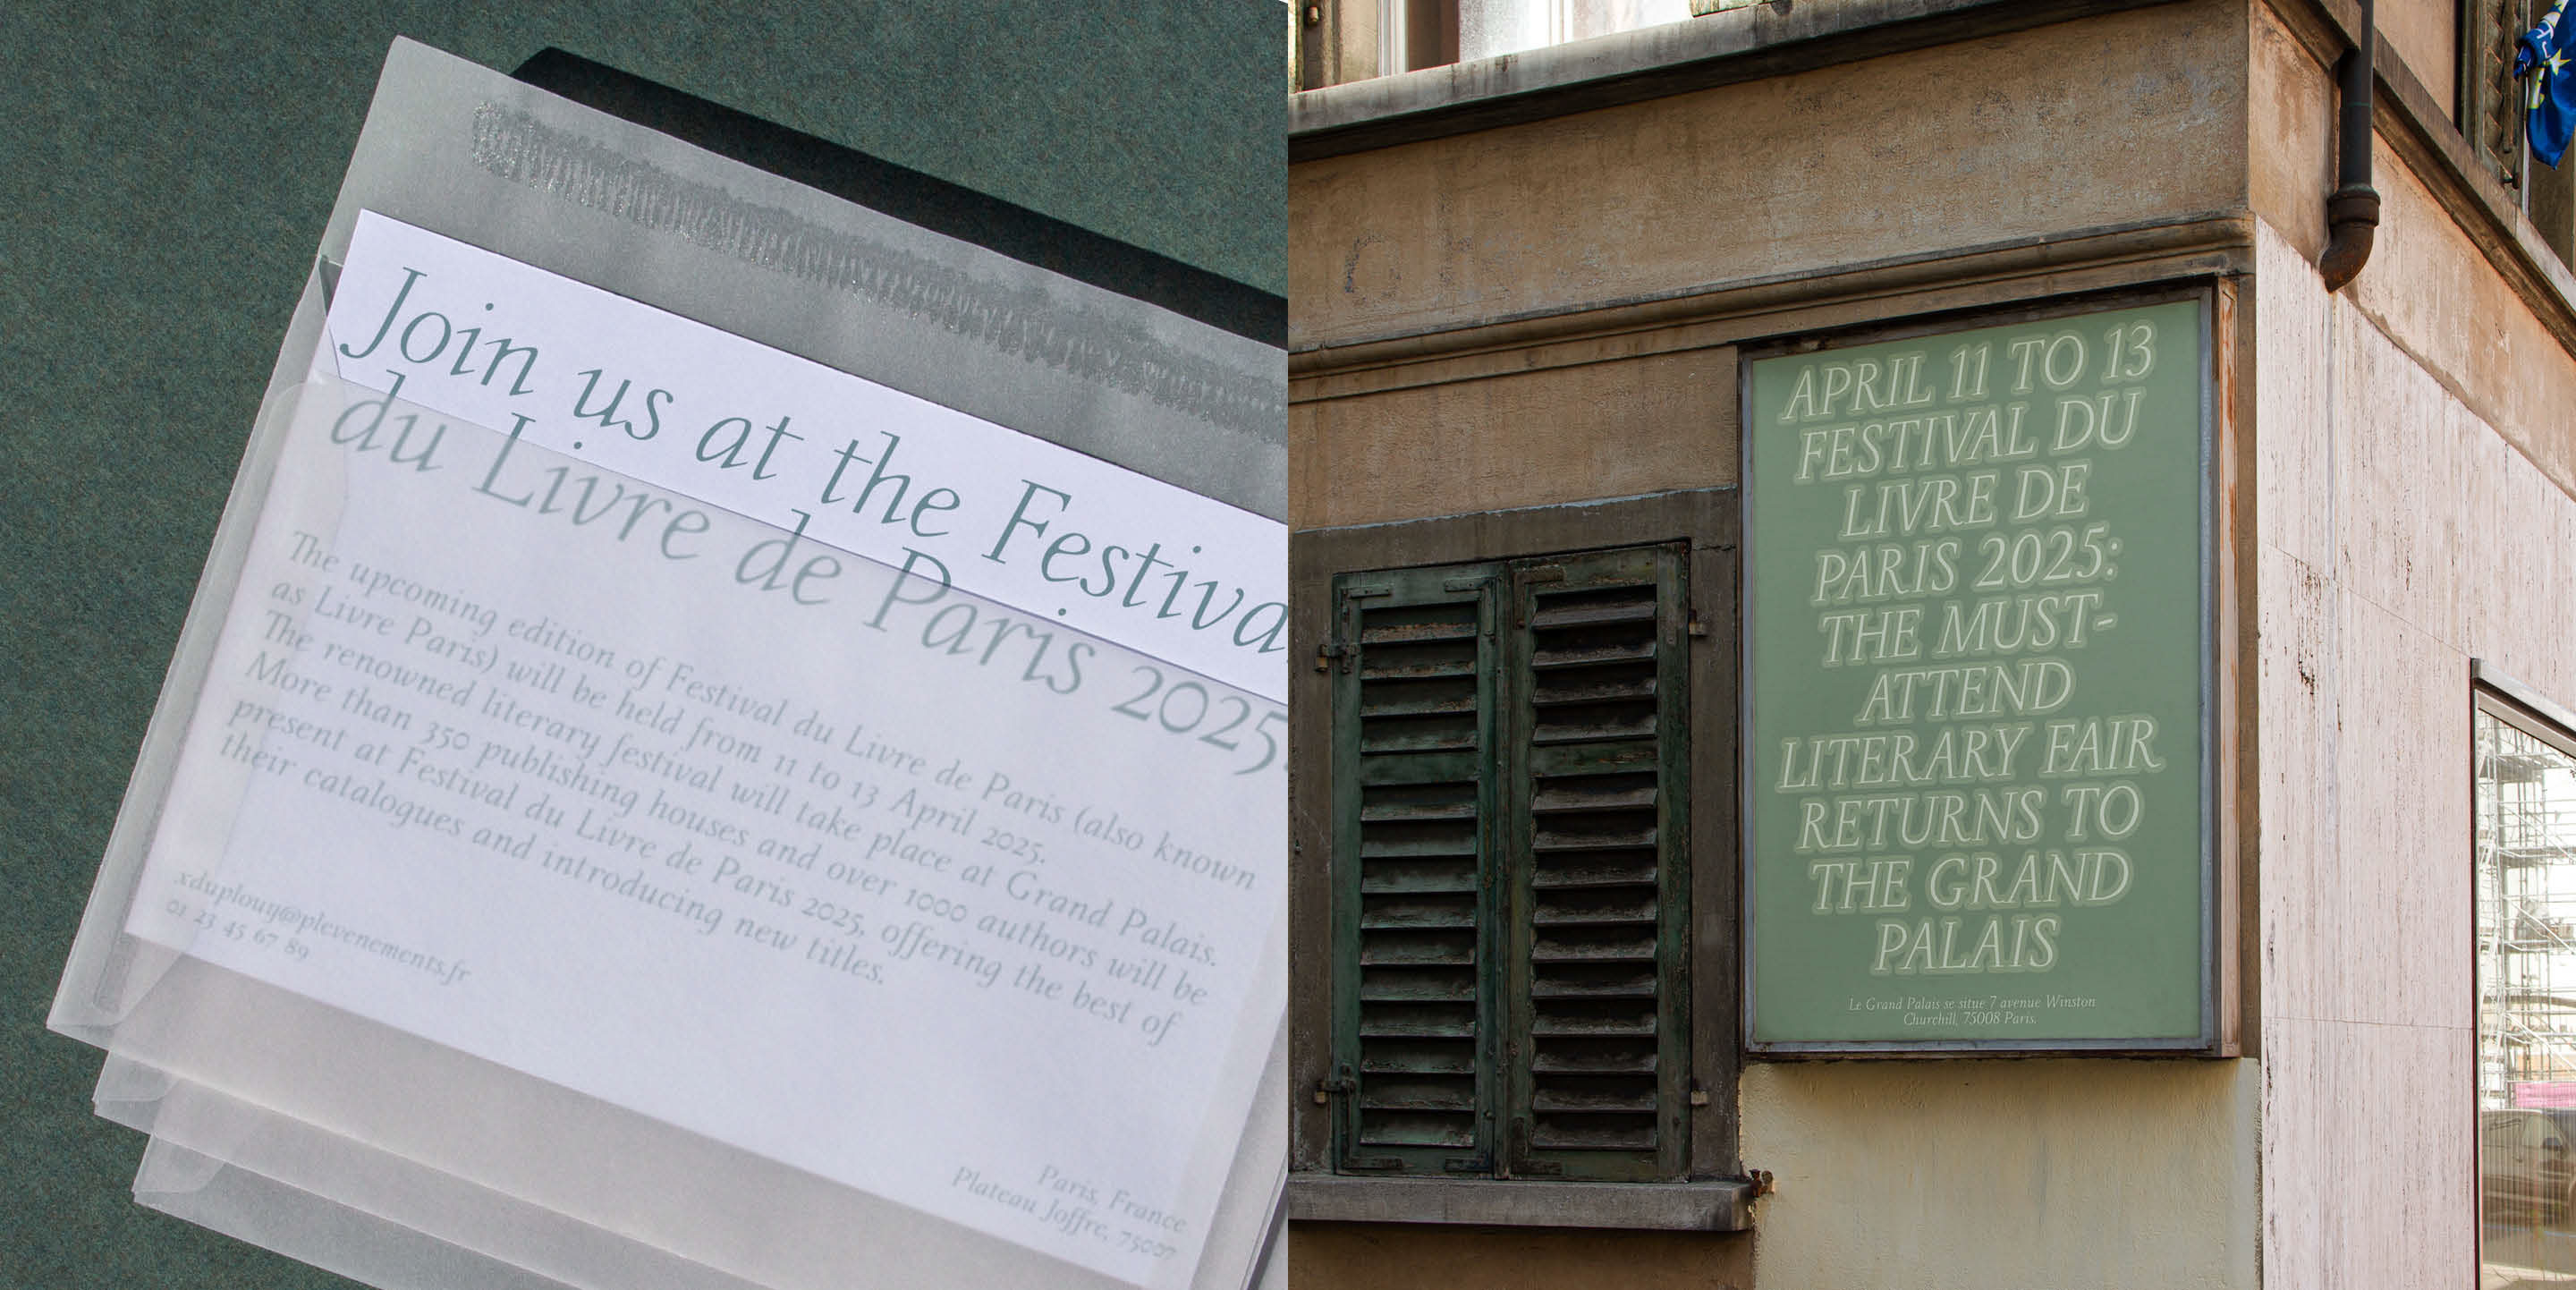 Join us at the Festiva
du Livre de Paris 2025.
The upcoming edition of Festival du Livre de Paris (also known
as Livre Paris) will be held from 11 to 13 April 2025.
The renowned literary festival will take place at Grand Palais.
More than 350 publishing houses and over 1000 authors will be
present at Festival du Livre de Paris 2025, offering the best of
their catalogues and introducing new titles.
xduplouy@plevenements.fr
01 23 45 67 89
Paris, France
Plateau Joffre, 75007
APRIL 11 TO 13
FESTIVAL DU
LIVRE DE
PARIS 2025:
THE MUST-
ATTEND
LITERARY FAIR
RETURNS TO
THE GRAND
PALAIS
Le Grand Palais se situe 7 avenue Winston
Churchill, 75008 Paris.